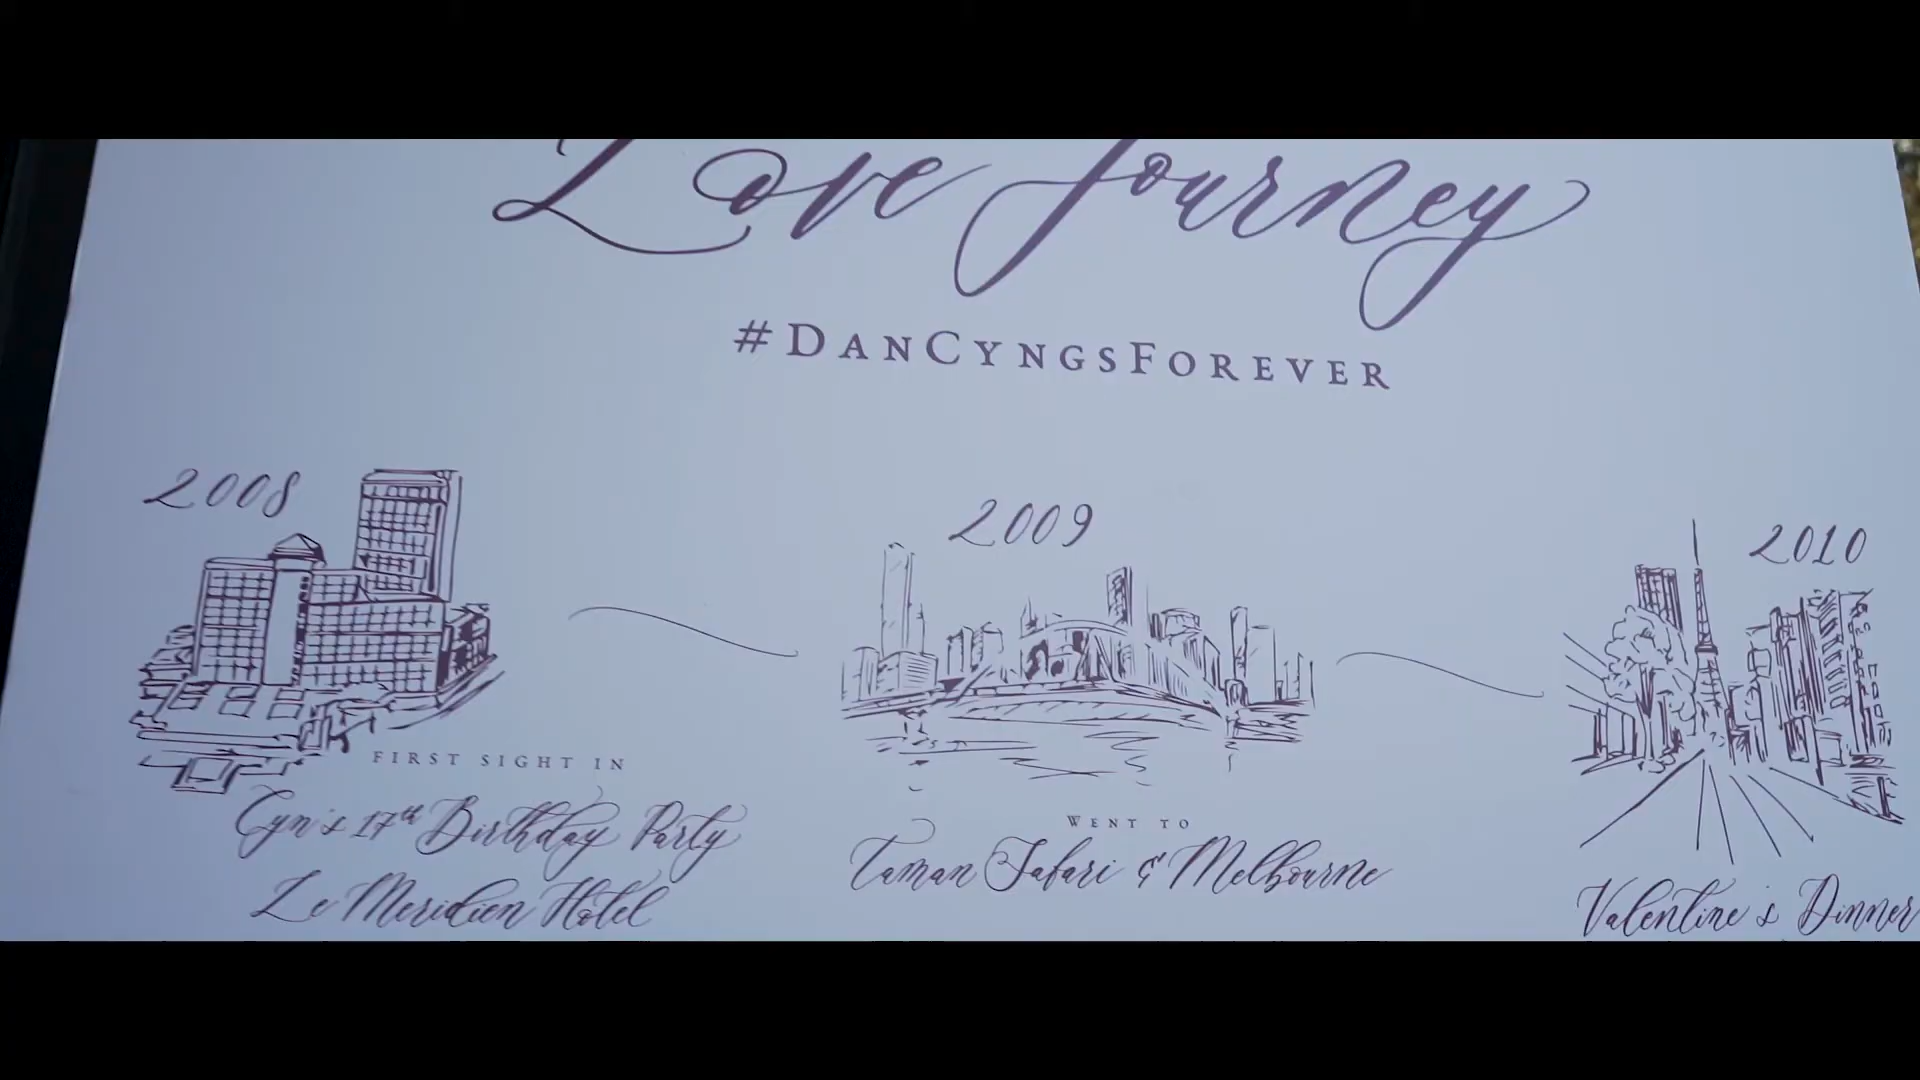 Love Journey
#DanCyngsForever
2008
First sight in
Cyn's 17th Birthday Party
Le Meridien Hotel
2009
Went to
Taman Safari & Melbourne
2010
Valentine's Dinner